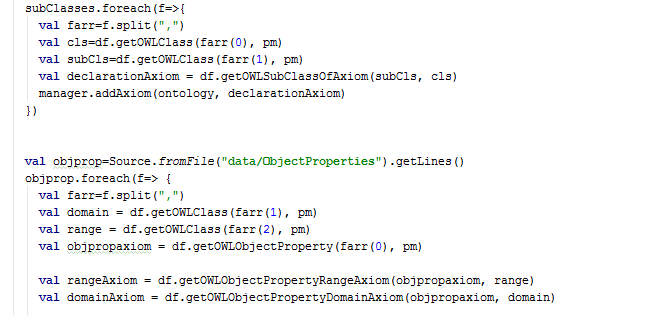 subClasses.foreach(f=>{
  val farr=f.split(",")
  val cls=df.getOWLClass(farr(0), pm)
  val subCls=df.getOWLClass(farr(1), pm)
  val declarationAxiom = df.getOWLSubClassOfAxiom(subCls, cls)
  manager.addAxiom(ontology, declarationAxiom)
})
val objprop=Source.fromFile("data/ObjectProperties").getLines()
objprop.foreach(f=> {
  val farr=f.split(",")
  val domain = df.getOWLClass(farr(1), pm)
  val range = df.getOWLClass(farr(2), pm)
  val objpropaxiom = df.getOWLObjectProperty(farr(0), pm)
  val rangeAxiom = df.getOWLObjectPropertyRangeAxiom(objpropaxiom, range)
  val domainAxiom = df.getOWLObjectPropertyDomainAxiom(objpropaxiom, domain)